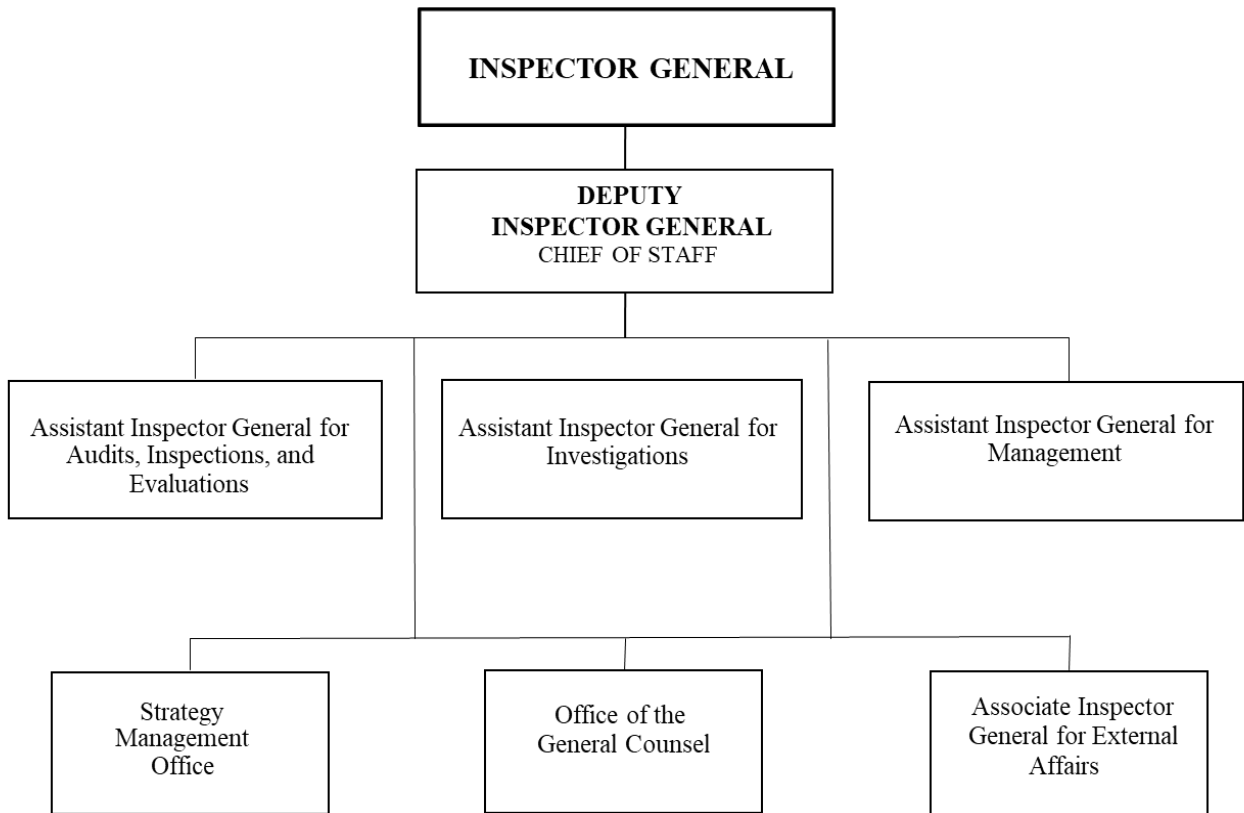 INSPECTOR GENERAL
DEPUTY
INSPECTOR GENERAL
CHIEF OF STAFF
Assistant Inspector General for
Audits, Inspections, and
Evaluations
Assistant Inspector General for
Investigations
Assistant Inspector General for
Management
Strategy
Management
Office
Office of the
General Counsel
Associate Inspector
General for External
Affairs